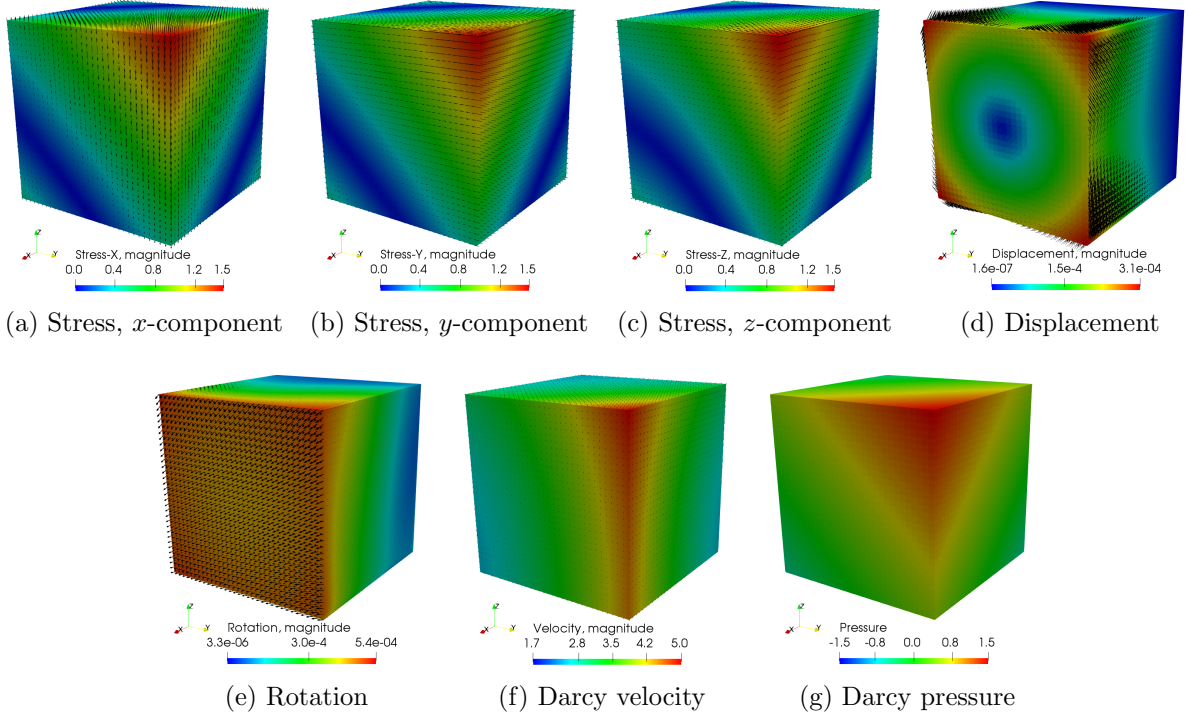 Z
X
Y
Stress-X, magnitude
0.0 0.4 0.8 1.2 1.5
Z
X
Y
Stress-Y, magnitude
0.0 0.4 0.8 1.2 1.5
Z
X
Y
Stress-Z, magnitude
0.0 0.4 0.8 1.2 1.5
Z
X
Y
Displacement, magnitude
1.6e-07 1.5e-4 3.1e-04
(a) Stress, x-component
(b) Stress, y-component
(c) Stress, z-component
(d) Displacement
Z
X
Y
Rotation, magnitude
3.3e-06 3.0e-4 5.4e-04
Z
X
Y
Velocity, magnitude
1.7 2.8 3.5 4.2 5.0
Z
X
Y
Pressure
-1.5 -0.8 0.0 0.8 1.5
(e) Rotation
(f) Darcy velocity
(g) Darcy pressure